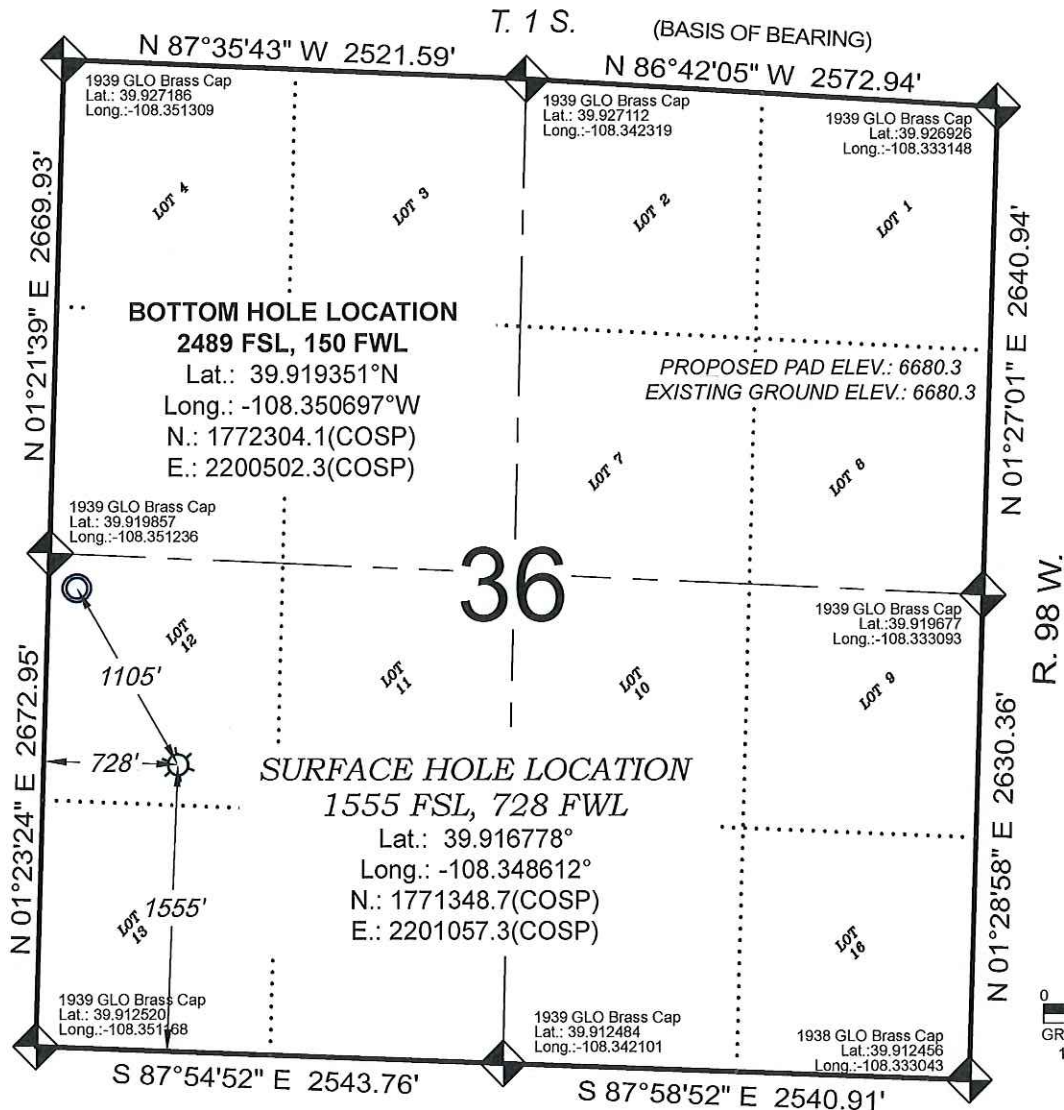 T. 1 S.
(BASIS OF BEARING)
N 87°35'43" W 2521.59'
N 86°42'05" W 2572.94'
1939 GLO Brass Cap
Lat.: 39.927186
Long.:-108.351309
1939 GLO Brass Cap
Lat.: 39.927112
Long.:-108.342319
1939 GLO Brass Cap
Lat.:39.926926
Long.:-108.333148
N 01°21'39" E 2669.93'
LOT 4
LOT 3
LOT 2
LOT 1
N 01°27'01" E 2640.94'
BOTTOM HOLE LOCATION
2489 FSL, 150 FWL
Lat.: 39.919351°N
Long.: -108.350697°W
N.: 1772304.1(COSP)
E.: 2200502.3(COSP)
PROPOSED PAD ELEV.: 6680.3
EXISTING GROUND ELEV.: 6680.3
LOT 7
LOT 8
1939 GLO Brass Cap
Lat.: 39.919857
Long.:-108.351236
36
1939 GLO Brass Cap
Lat.:39.919677
Long.:-108.333093
R. 98 W.
LOT
12
LOT
11
LOT
10
LOT 9
1105'
728'
N 01°23'24" E 2672.95'
SURFACE HOLE LOCATION
1555 FSL, 728 FWL
Lat.: 39.916778°
Long.: -108.348612°
N.: 1771348.7(COSP)
E.: 2201057.3(COSP)
N 01°28'58" E 2630.36'
LOT
13
1555'
LOT
16
1939 GLO Brass Cap
Lat.: 39.912520
Long.:-108.351168
1939 GLO Brass Cap
Lat.: 39.912484
Long.:-108.342101
1938 GLO Brass Cap
Lat.:39.912456
Long.:-108.333043
0
GR
1
S 87°54'52" E 2543.76'
S 87°58'52" E 2540.91'